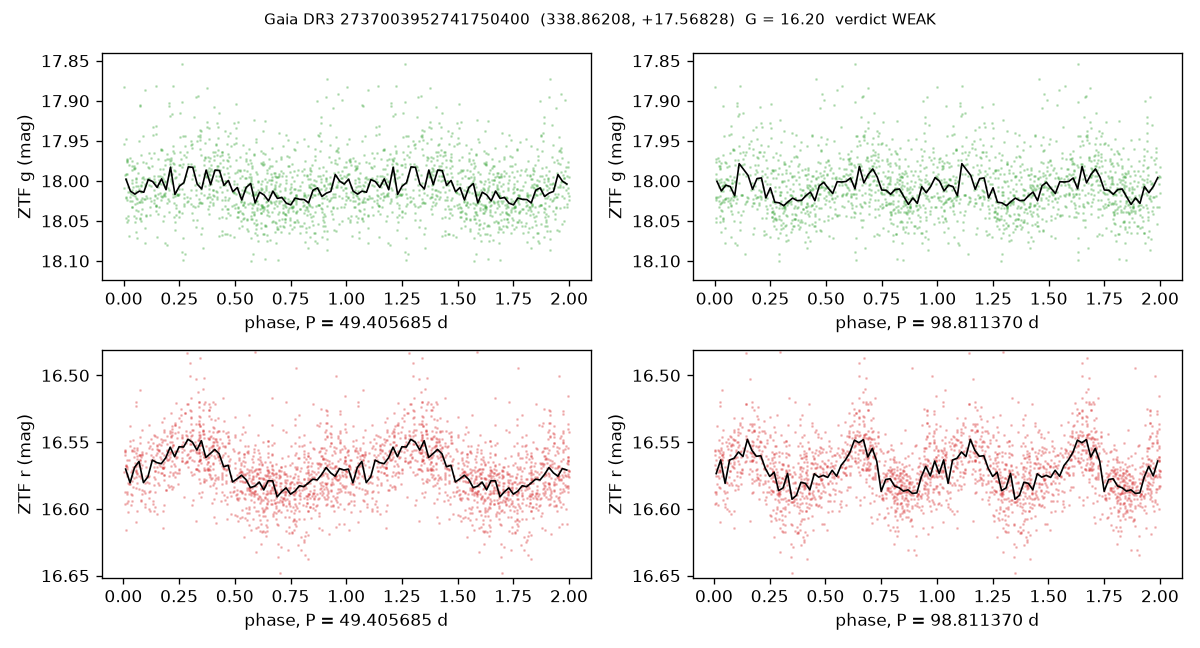 Gaia DR3 2737003952741750400  (338.86208, +17.56828)  G = 16.20  verdict WEAK
17.85
17.90
17.95
18.00
18.05
18.10
ZTF g (mag)
0.00 0.25 0.50 0.75 1.00 1.25 1.50 1.75 2.00
phase, P = 49.405685 d
17.85
17.90
17.95
18.00
18.05
18.10
ZTF g (mag)
0.00 0.25 0.50 0.75 1.00 1.25 1.50 1.75 2.00
phase, P = 98.811370 d
16.50
16.55
16.60
16.65
ZTF r (mag)
0.00 0.25 0.50 0.75 1.00 1.25 1.50 1.75 2.00
phase, P = 49.405685 d
16.50
16.55
16.60
16.65
ZTF r (mag)
0.00 0.25 0.50 0.75 1.00 1.25 1.50 1.75 2.00
phase, P = 98.811370 d